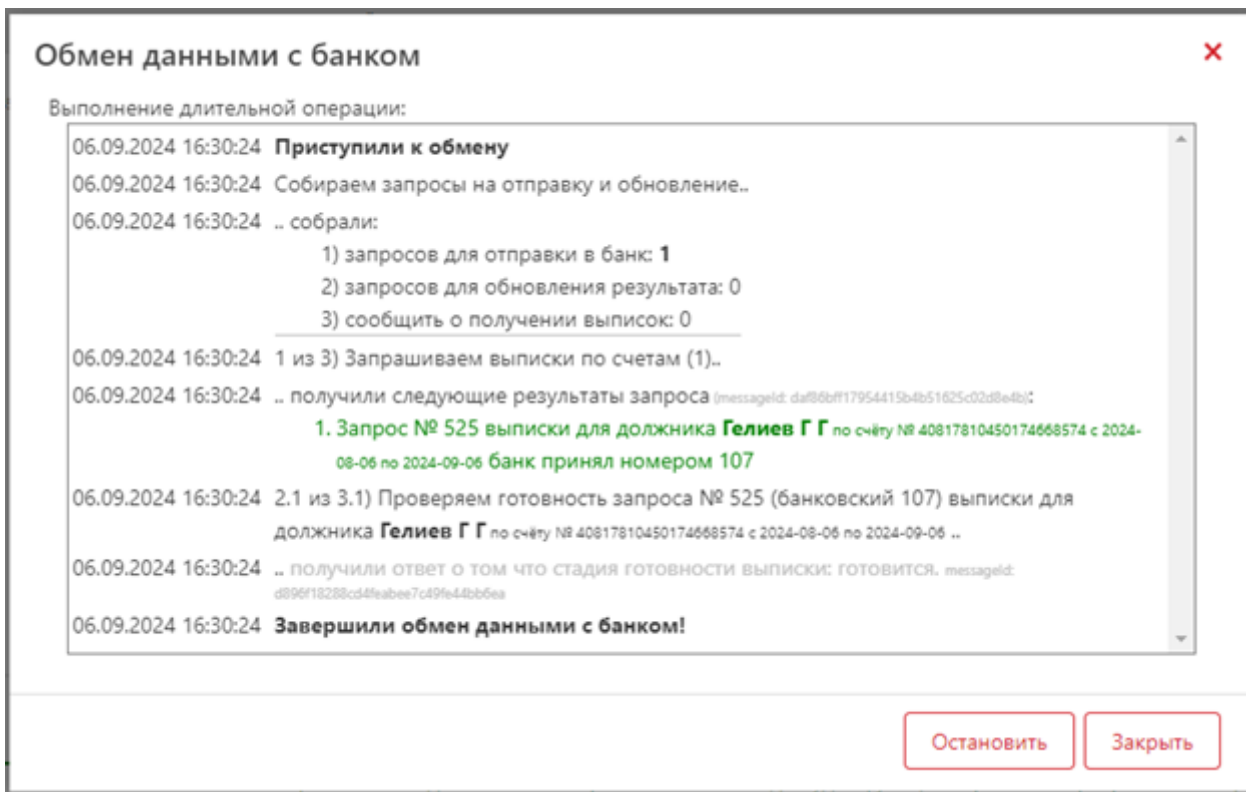 Обмен данными с банком
Выполнение длительной операции:
06.09.2024 16:30:24 Приступили к обмену
06.09.2024 16:30:24 Собираем запросы на отправку и обновление..
06.09.2024 16:30:24 .. собрали:
1) запросов для отправки в банк: 1
2) запросов для обновления результата: 0
3) сообщить о получении выписок: 0
06.09.2024 16:30:24 1 из 3) Запрашиваем выписки по счетам (1)..
06.09.2024 16:30:24 .. получили следующие результаты запроса (messageId: daf86bff17954415b4b51625c02d8e4b):
1. Запрос № 525 выписки для должника Гелиев Г Г по счёту № 40817810450174668574 с 2024-
08-06 по 2024-09-06 банк принял номером 107
06.09.2024 16:30:24 2.1 из 3.1) Проверяем готовность запроса № 525 (банковский 107) выписки для
должника Гелиев Г Г по счёту № 40817810450174668574 с 2024-08-06 по 2024-09-06 ..
06.09.2024 16:30:24 .. получили ответ о том что стадия готовности выписки: готовится. messageId:
d896f18288cd4feabee7c49fe44bb6ea
06.09.2024 16:30:24 Завершили обмен данными с банком!
Остановить Закрыть